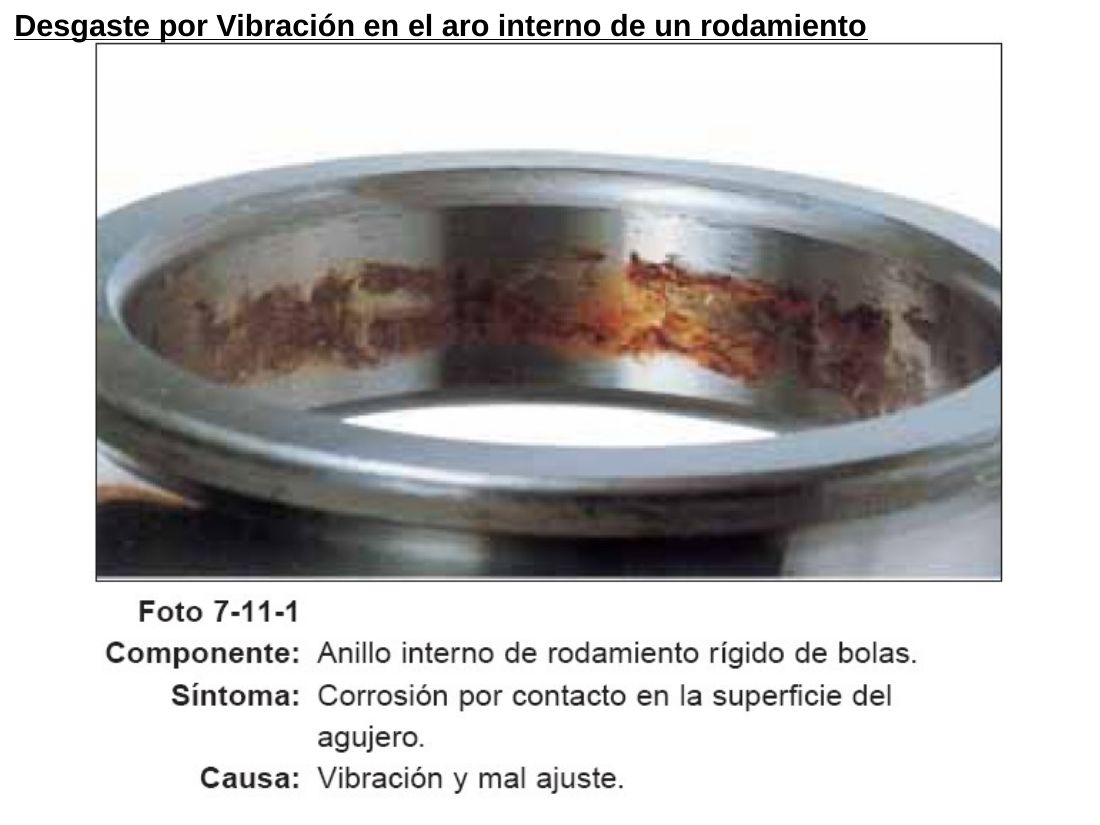 Desgaste por Vibración en el aro interno de un rodamiento
Foto 7-11-1
Componente: Anillo interno de rodamiento rígido de bolas.
Síntoma: Corrosión por contacto en la superficie del
agujero.
Causa: Vibración y mal ajuste.